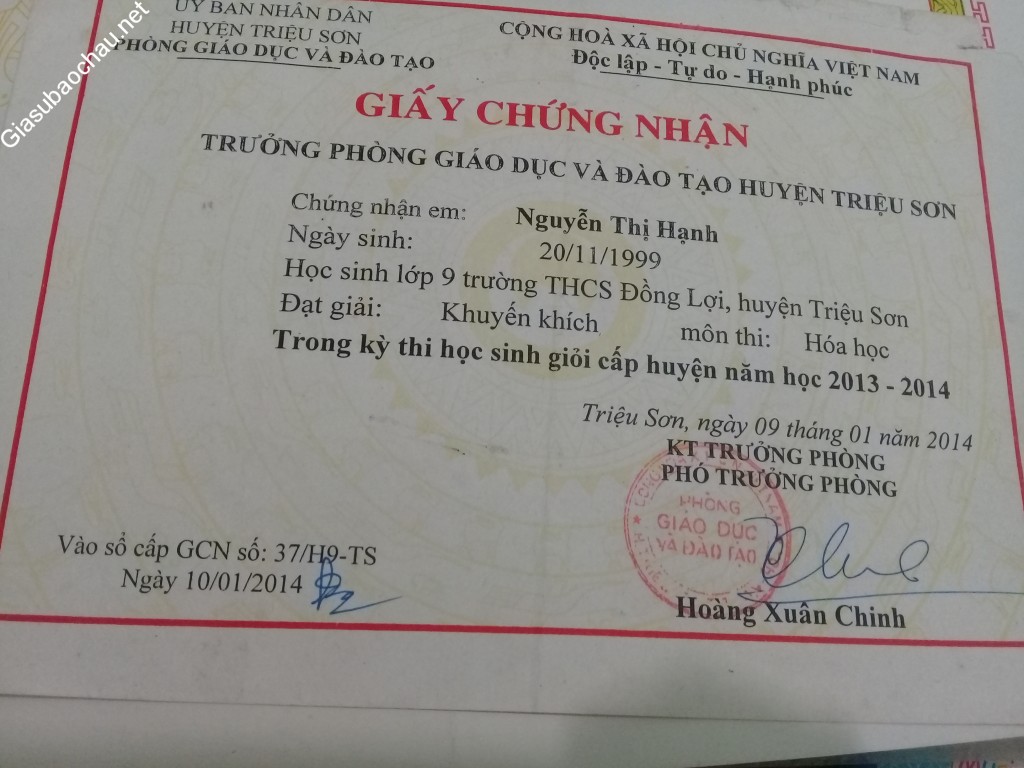 Giasubaochau.net
UỶ BAN NHÂN DÂN
HUYỆN TRIỆU SƠN
PHÒNG GIÁO DỤC VÀ ĐÀO TẠO
CỘNG HOÀ XÃ HỘI CHỦ NGHĨA VIỆT NAM
Độc lập - Tự do - Hạnh phúc
GIẤY CHỨNG NHẬN
TRƯỞNG PHÒNG GIÁO DỤC VÀ ĐÀO TẠO HUYỆN TRIỆU SƠN
Chứng nhận em: Nguyễn Thị Hạnh
Ngày sinh: 20/11/1999
Học sinh lớp 9 trường THCS Đồng Lợi, huyện Triệu Sơn
Đạt giải: Khuyến khích môn thi: Hóa học
Trong kỳ thi học sinh giỏi cấp huyện năm học 2013 - 2014
Triệu Sơn, ngày 09 tháng 01 năm 2014
KT TRƯỞNG PHÒNG
PHÓ TRƯỞNG PHÒNG
PHÒNG
GIÁO DỤC
VÀ ĐÀO TẠO
Vào sổ cấp GCN số: 37/H9-TS
Ngày 10/01/2014
Hoàng Xuân Chinh